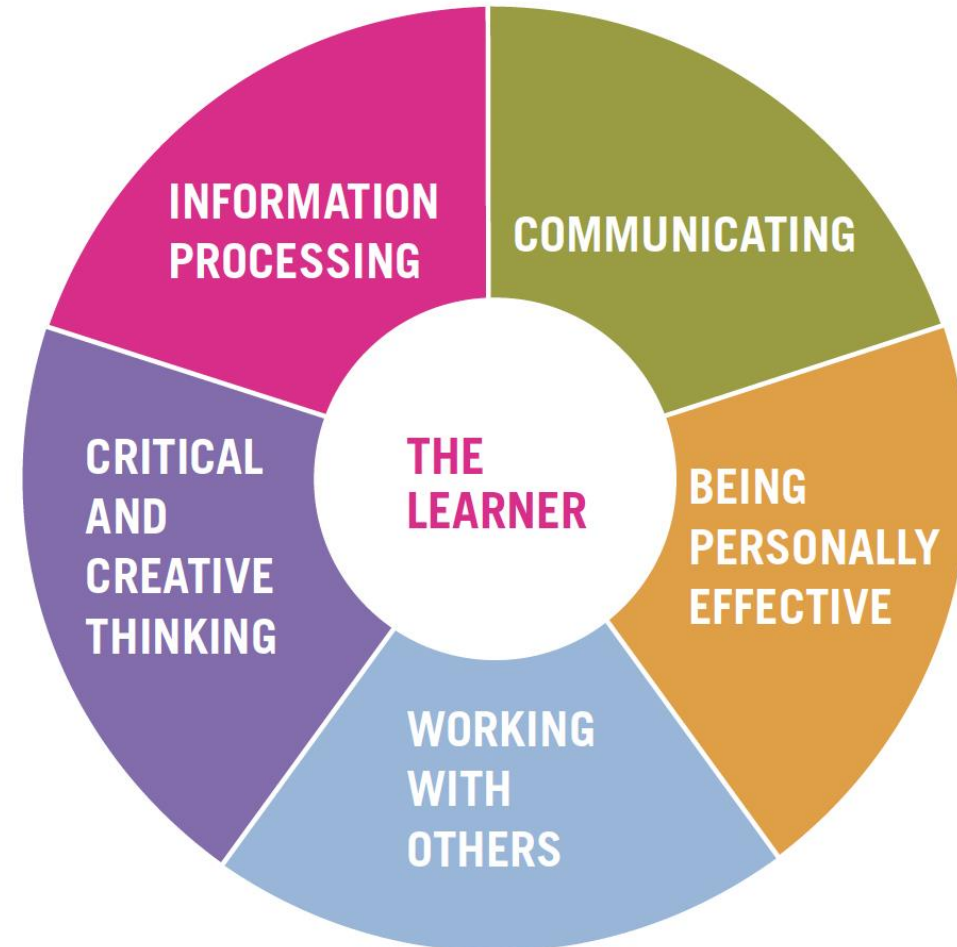 INFORMATION
PROCESSING
COMMUNICATING
CRITICAL
AND
CREATIVE
THINKING
THE
LEARNER
BEING
PERSONALLY
EFFECTIVE
WORKING
WITH
OTHERS